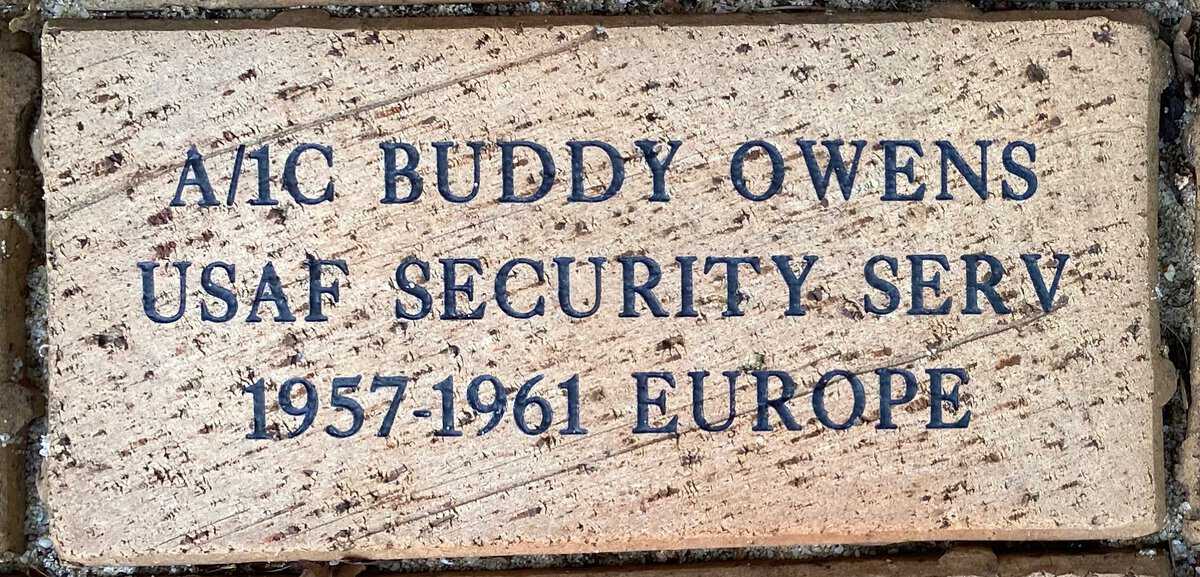 A/1C BUDDY OWENS
USAF SECURITY SERV
1957-1961 EUROPE